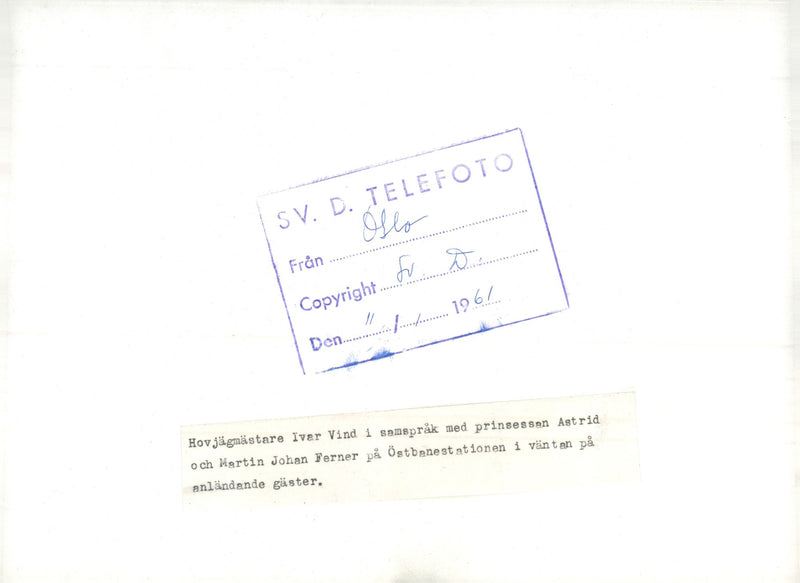 SV. D. TELEFOTO
Från Oslo
Copyright Sv. D.
Den 11/1 1961
Hovjägmästare Ivar Vind i samspråk med prinsessan Astrid
och Martin Johan Ferner på Östbanestationen i väntan på
anländande gäster.